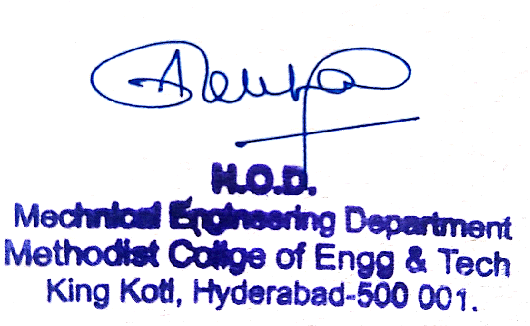 H.O.D.
Mechnical Engineering Department
Methodist Collge of Engg & Tech
King Koti, Hyderabad-500 001.